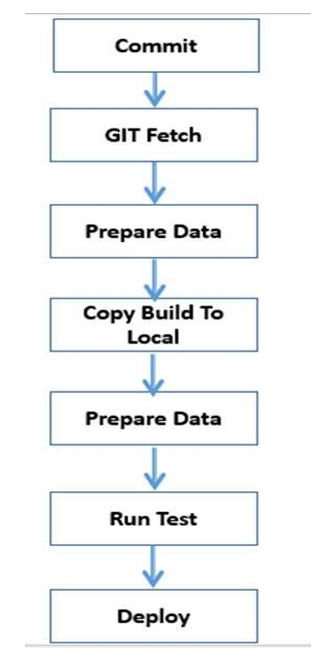 Commit
GIT Fetch
Prepare Data
Copy Build To
Local
Prepare Data
Run Test
Deploy